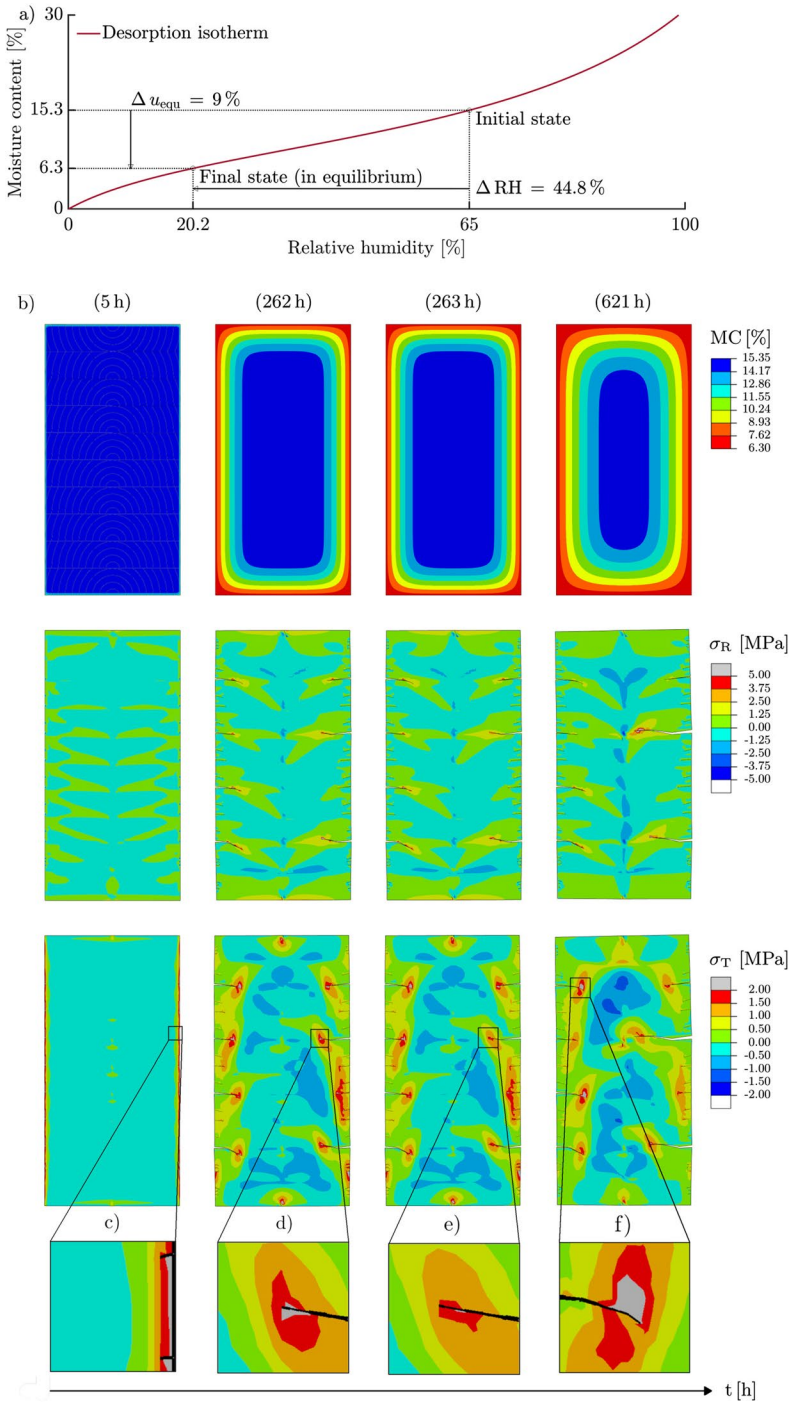 a)
Moisture content [%]
30
15.3
6.3
0
Desorption isotherm
Δ u_equ = 9 %
Initial state
Final state (in equilibrium)
Δ RH = 44.8 %
0 20.2 65 100
Relative humidity [%]
b)
(5 h) (262 h) (263 h) (621 h)
MC [%]
15.35
14.17
12.86
11.55
10.24
8.93
7.62
6.30
σ_R [MPa]
5.00
3.75
2.50
1.25
0.00
-1.25
-2.50
-3.75
-5.00
σ_T [MPa]
2.00
1.50
1.00
0.50
0.00
-0.50
-1.00
-1.50
-2.00
c) d) e) f)
t [h]